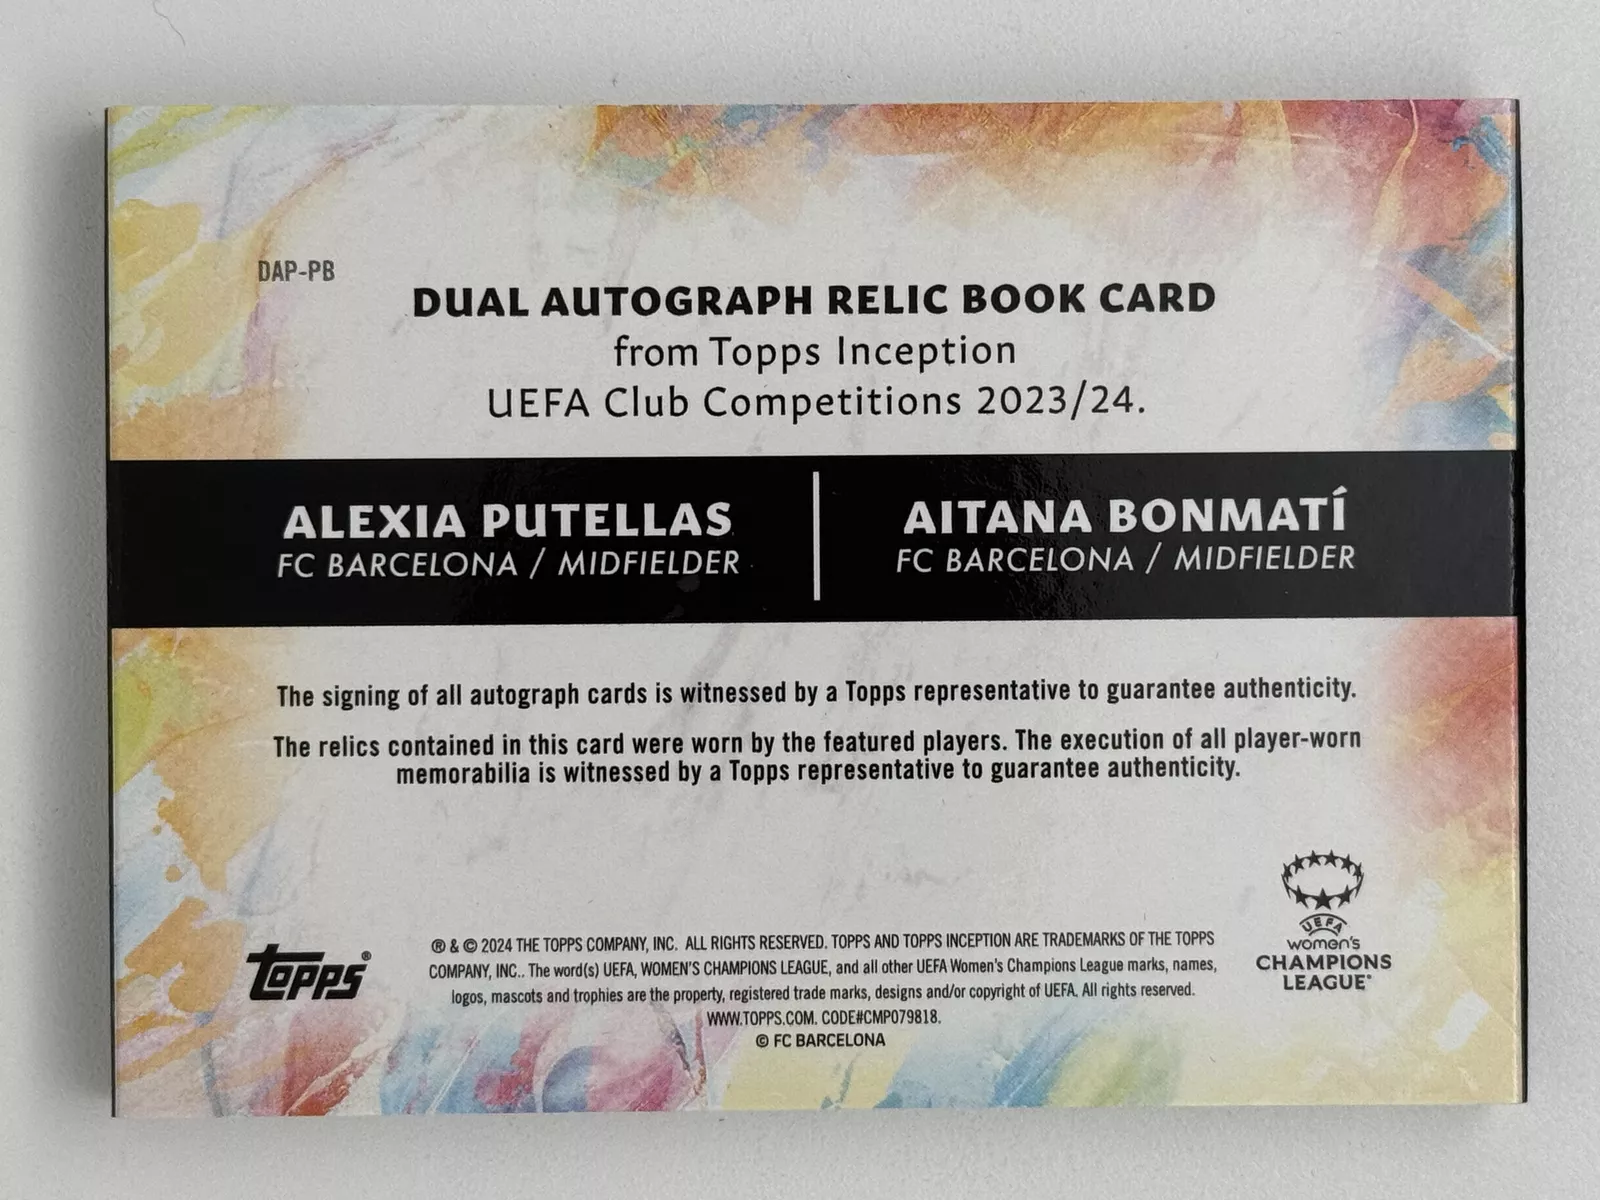 DAP-PB
DUAL AUTOGRAPH RELIC BOOK CARD
from Topps Inception
UEFA Club Competitions 2023/24.
ALEXIA PUTELLAS
FC BARCELONA / MIDFIELDER
AITANA BONMATÍ
FC BARCELONA / MIDFIELDER
The signing of all autograph cards is witnessed by a Topps representative to guarantee authenticity.
The relics contained in this card were worn by the featured players. The execution of all player-worn
memorabilia is witnessed by a Topps representative to guarantee authenticity.
topps®
® & © 2024 THE TOPPS COMPANY, INC. ALL RIGHTS RESERVED. TOPPS AND TOPPS INCEPTION ARE TRADEMARKS OF THE TOPPS
COMPANY, INC.. The word(s) UEFA, WOMEN'S CHAMPIONS LEAGUE, and all other UEFA Women's Champions League marks, names,
logos, mascots and trophies are the property, registered trade marks, designs and/or copyright of UEFA. All rights reserved.
WWW.TOPPS.COM. CODE#CMP079818.
© FC BARCELONA
UEFA
women's
CHAMPIONS
LEAGUE®